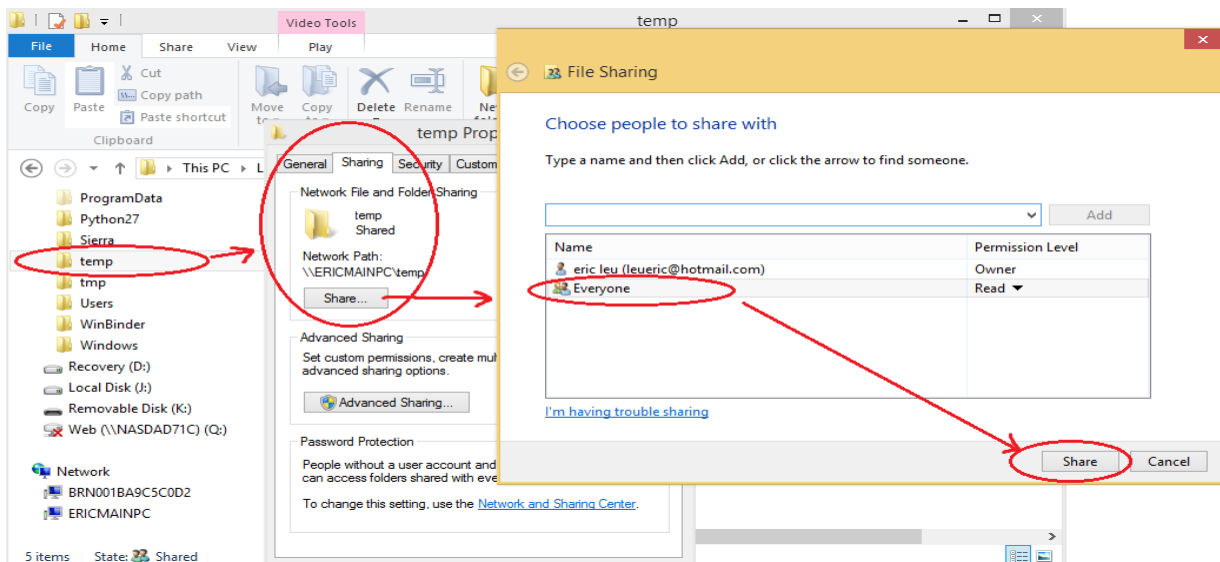 Video Tools
temp
File
Home
Share
View
Play
Copy
Paste
Cut
Copy path
Paste shortcut
Move
Copy
Delete
Rename
Clipboard
This PC
ProgramData
Python27
Sierra
temp
tmp
Users
WinBinder
Windows
Recovery (D:)
Local Disk (J:)
Removable Disk (K:)
Web (\\NASDAD71C) (Q:)
Network
BRN001BA9C5C0D2
ERICMAINPC
5 items
State:
Shared
temp
General
Sharing
Security
Network File and Folder Sharing
temp
Shared
Network Path:
\\ERICMAINPC\temp
Share...
Advanced Sharing
Set custom permissions, create
advanced sharing options.
Advanced Sharing...
Password Protection
People without a user account and
can access folders shared with
To change this setting, use the Network and Sharing Center.
File Sharing
Choose people to share with
Type a name and then click Add, or click the arrow to find someone.
Add
Name
Permission Level
eric leu (leueric@hotmail.com)
Owner
Everyone
Read
I'm having trouble sharing
Share
Cancel